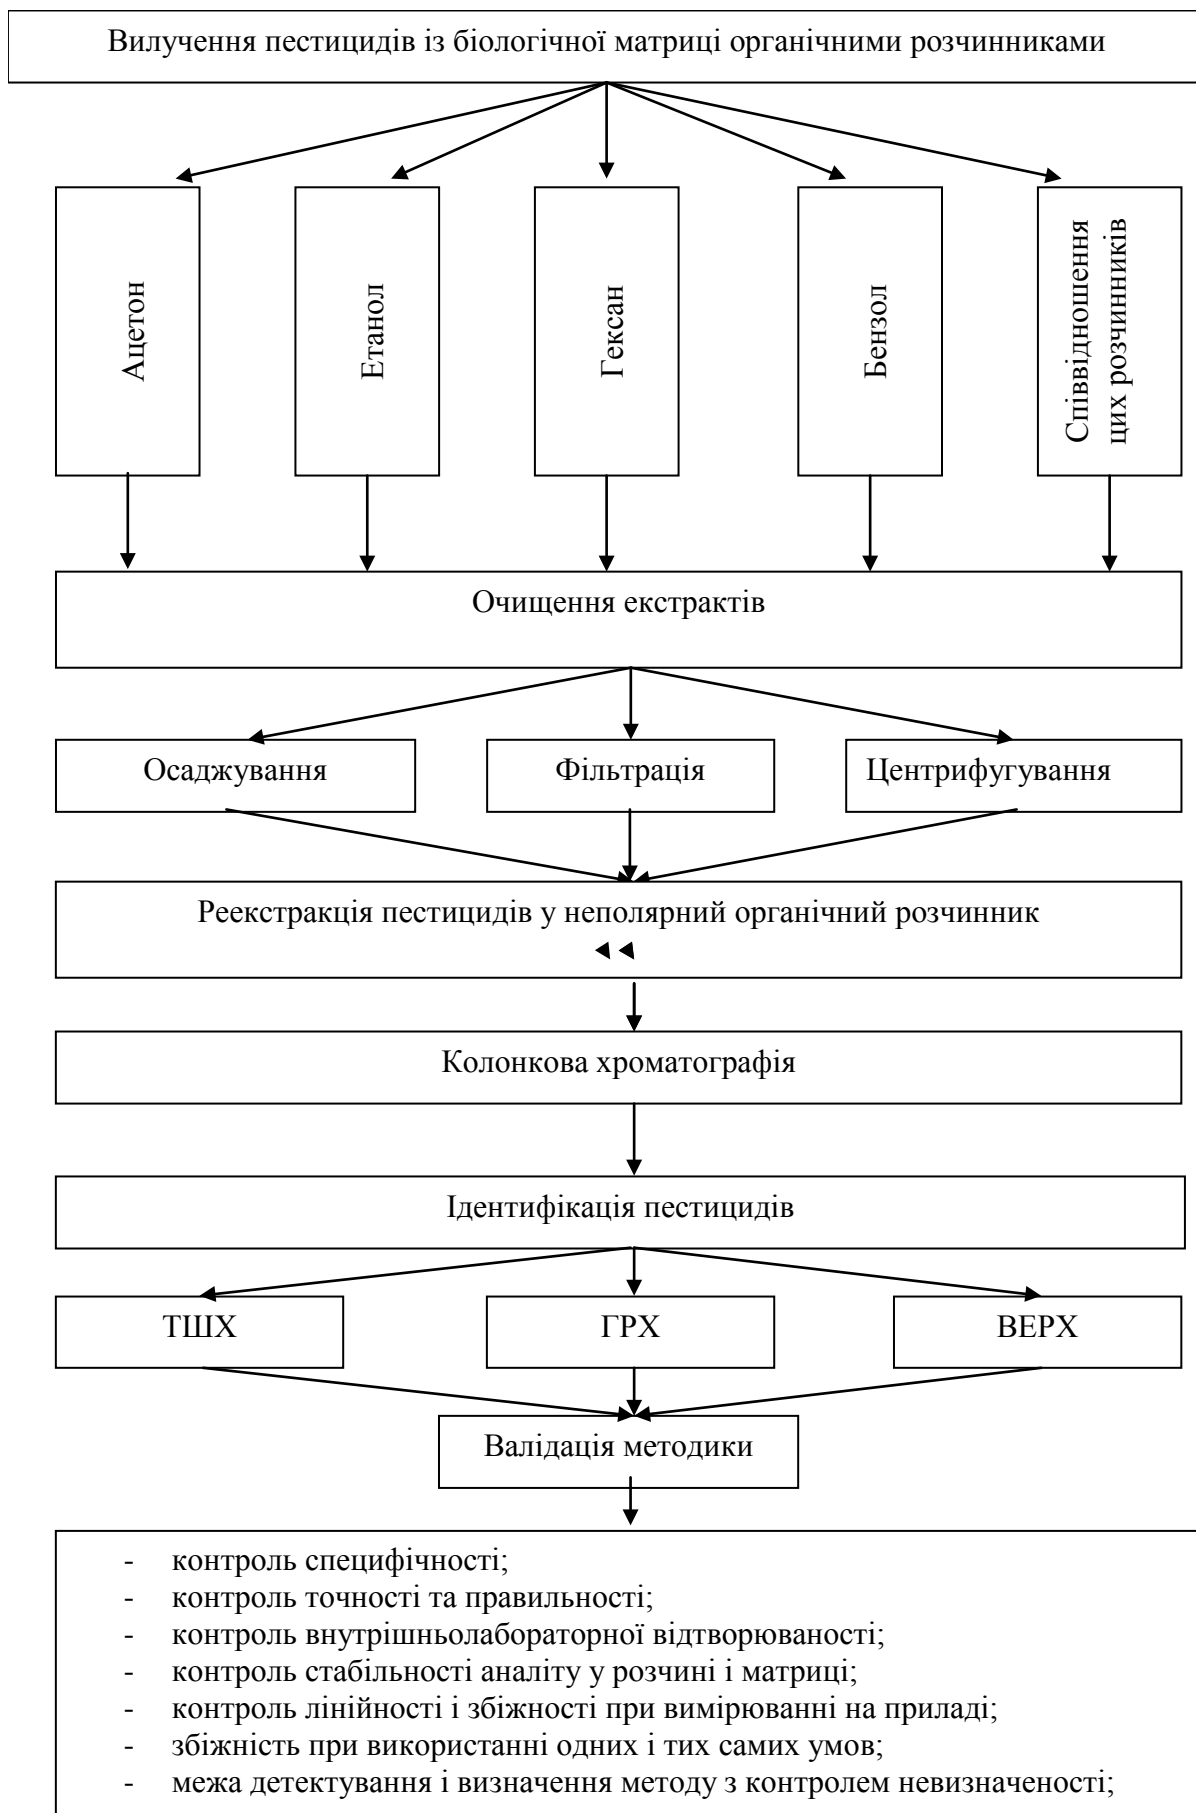 Вилучення пестицидів із біологічної матриці органічними розчинниками
Ацетон
Етанол
Гексан
Бензол
Співвідношення
цих розчинників
Очищення екстрактів
Осаджування
Фільтрація
Центрифугування
Реекстракція пестицидів у неполярний органічний розчинник
Колонкова хроматографія
Ідентифікація пестицидів
ТШХ
ГРХ
ВЕРХ
Валідація методики
- контроль специфічності;
- контроль точності та правильності;
- контроль внутрішньолабораторної відтворюваності;
- контроль стабільності аналіту у розчині і матриці;
- контроль лінійності і збіжності при вимірюванні на приладі;
- збіжність при використанні одних і тих самих умов;
- межа детектування і визначення методу з контролем невизначеності;